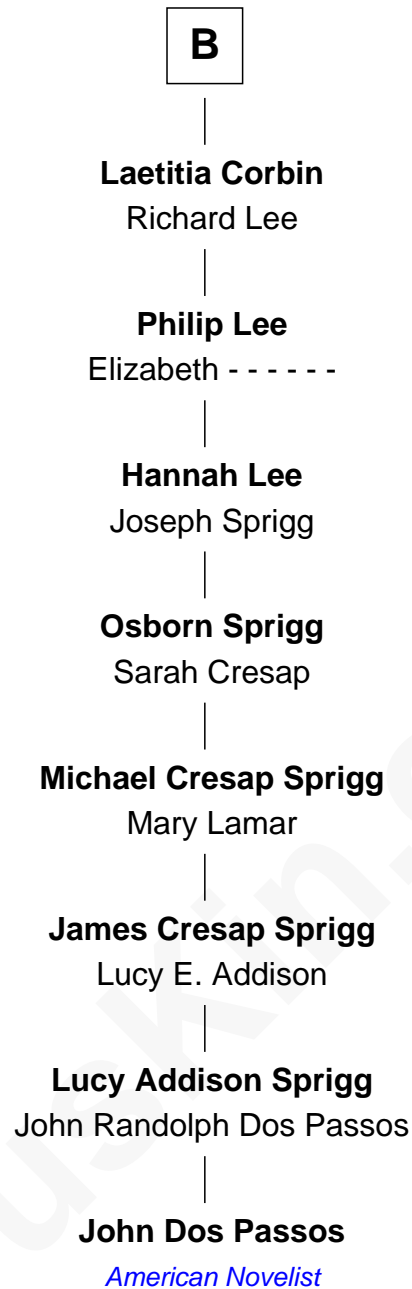 B
Laetitia Corbin
Richard Lee
Philip Lee
Elizabeth - - - - - -
Hannah Lee
Joseph Sprigg
Osborn Sprigg
Sarah Cresap
Michael Cresap Sprigg
Mary Lamar
James Cresap Sprigg
Lucy E. Addison
Lucy Addison Sprigg
John Randolph Dos Passos
John Dos Passos
American Novelist